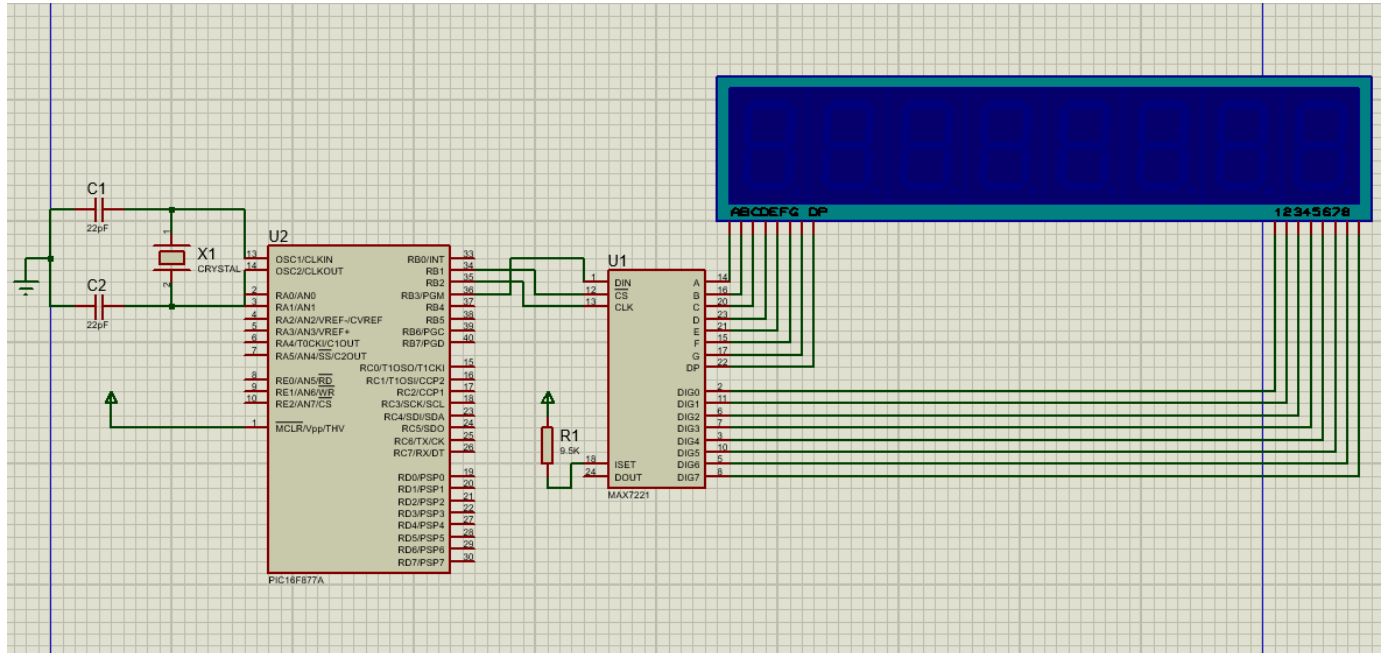 ABCDEFG DP
12345678
C1
22pF
X1
CRYSTAL
1
2
C2
22pF
U2
13 OSC1/CLKIN
14 OSC2/CLKOUT
2 RA0/AN0
3 RA1/AN1
4 RA2/AN2/VREF-/CVREF
5 RA3/AN3/VREF+
6 RA4/T0CKI/C1OUT
7 RA5/AN4/SS/C2OUT
8 RE0/AN5/RD
9 RE1/AN6/WR
10 RE2/AN7/CS
1 MCLR/Vpp/THV
RB0/INT 33
RB1 34
RB2 35
RB3/PGM 36
RB4 37
RB5 38
RB6/PGC 39
RB7/PGD 40
RC0/T1OSO/T1CKI 15
RC1/T1OSI/CCP2 16
RC2/CCP1 17
RC3/SCK/SCL 18
RC4/SDI/SDA 23
RC5/SDO 24
RC6/TX/CK 25
RC7/RX/DT 26
RD0/PSP0 19
RD1/PSP1 20
RD2/PSP2 21
RD3/PSP3 22
RD4/PSP4 27
RD5/PSP5 28
RD6/PSP6 29
RD7/PSP7 30
PIC16F877A
R1
9.5K
U1
1 DIN
12 CS
13 CLK
18 ISET
24 DOUT
A 14
B 16
C 20
D 23
E 21
F 15
G 17
DP 22
DIG0 2
DIG1 11
DIG2 6
DIG3 7
DIG4 3
DIG5 10
DIG6 5
DIG7 8
MAX7221